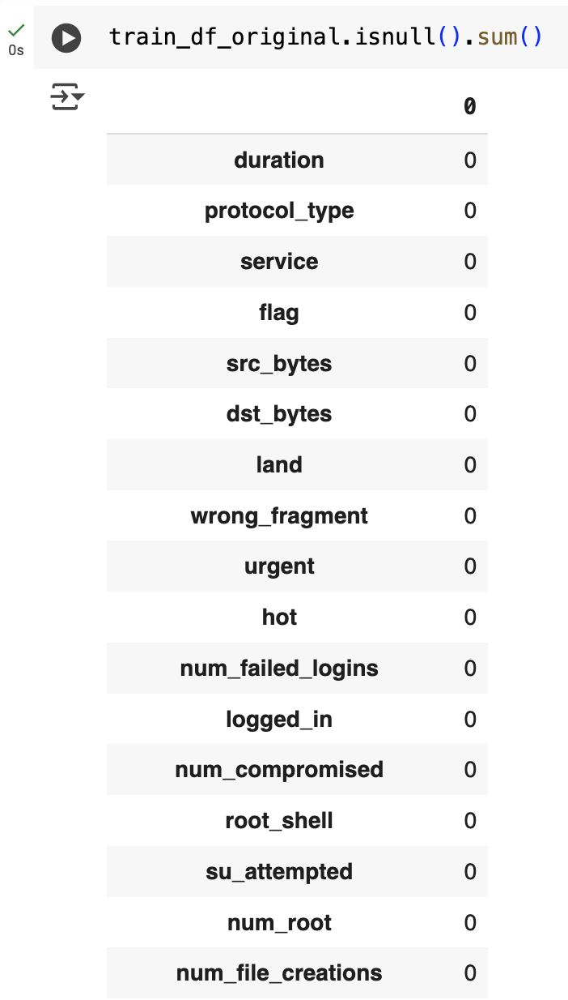 train_df_original.isnull().sum()
0s
0
duration 0
protocol_type 0
service 0
flag 0
src_bytes 0
dst_bytes 0
land 0
wrong_fragment 0
urgent 0
hot 0
num_failed_logins 0
logged_in 0
num_compromised 0
root_shell 0
su_attempted 0
num_root 0
num_file_creations 0